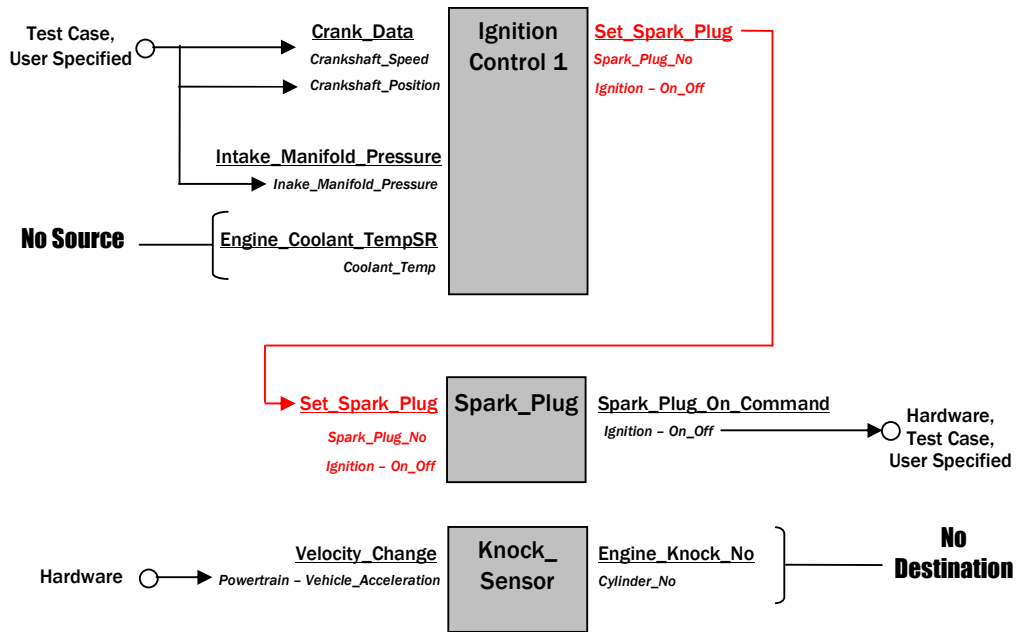 Test Case,
User Specified
Crank_Data
Crankshaft_Speed
Crankshaft_Position
Intake_Manifold_Pressure
Inake_Manifold_Pressure
No Source
Engine_Coolant_TempSR
Coolant_Temp
Ignition
Control 1
Set_Spark_Plug
Spark_Plug_No
Ignition – On_Off
Set_Spark_Plug
Spark_Plug_No
Ignition – On_Off
Spark_Plug
Spark_Plug_On_Command
Ignition – On_Off
Hardware,
Test Case,
User Specified
Hardware
Velocity_Change
Powertrain – Vehicle_Acceleration
Knock_
Sensor
Engine_Knock_No
Cylinder_No
No
Destination